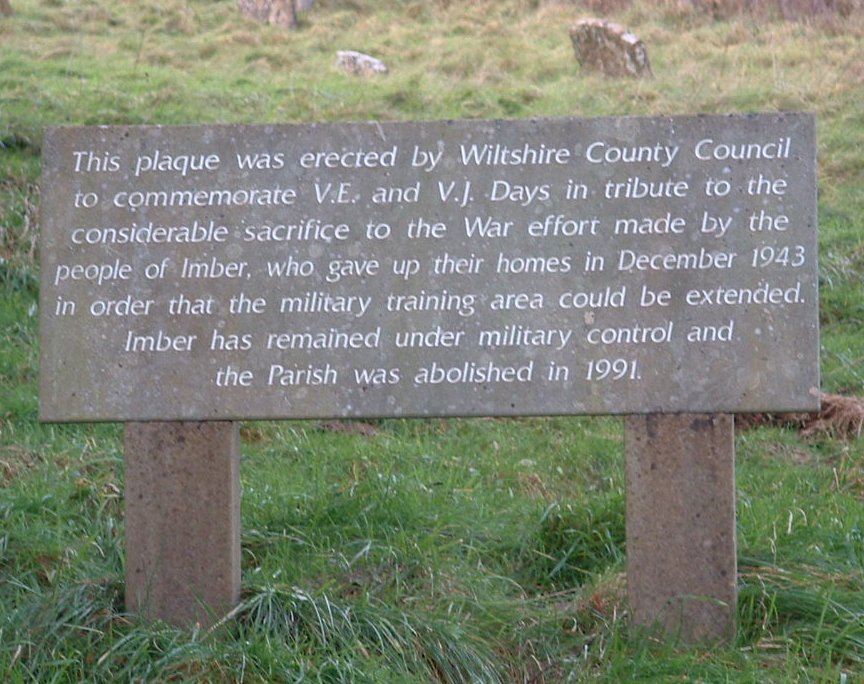 This plaque was erected by Wiltshire County Council
to commemorate V.E. and V.J. Days in tribute to the
considerable sacrifice to the War effort made by the
people of Imber, who gave up their homes in December 1943
in order that the military training area could be extended.
Imber has remained under military control and
the Parish was abolished in 1991.